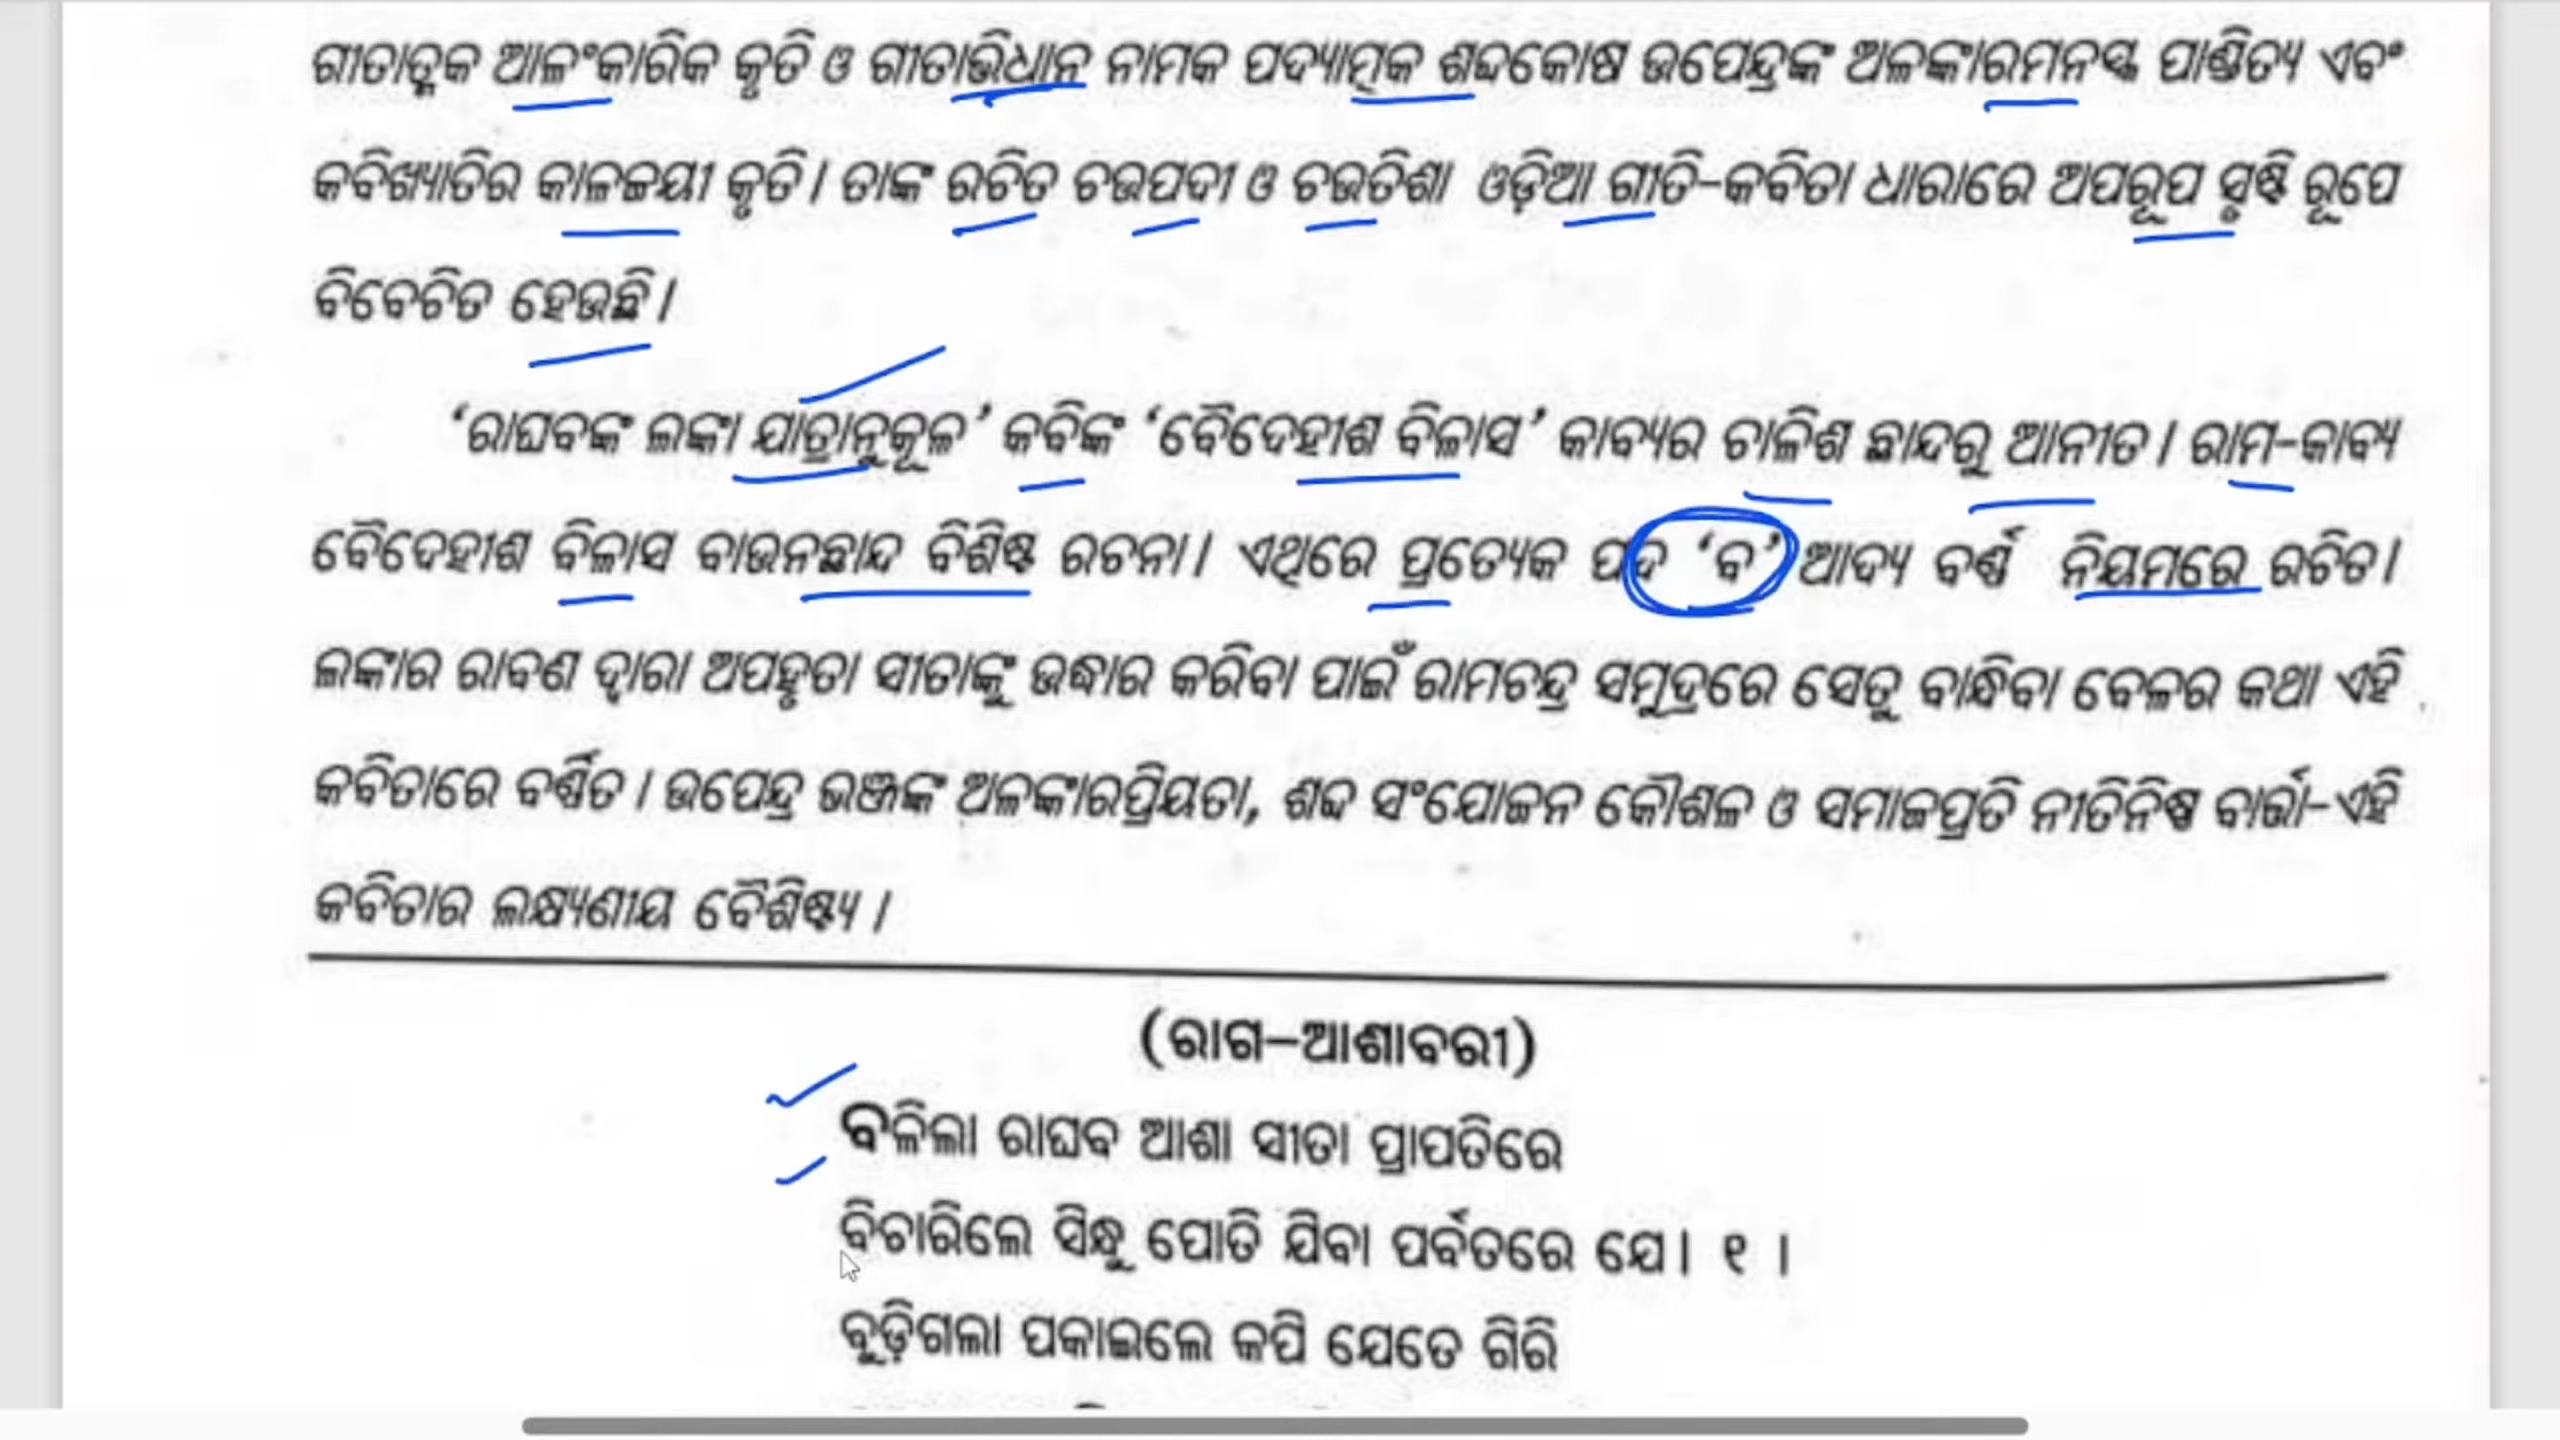 ଗୀତାତ୍ମକ ଆଳଂକାରିକ କୃତି ଓ ଗୀତାଭିଧାନ ନାମକ ପଦ୍ୟାତ୍ମକ ଶବ୍ଦକୋଷ ଉପେନ୍ଦ୍ରଙ୍କ ଅଳଙ୍କାରମନସ୍କ ପାଣ୍ଡିତ୍ୟ ଏବଂ
କବିଖ୍ୟାତିର କାଳଜୟୀ କୃତି। ତାଙ୍କ ରଚିତ ଚଉପଦୀ ଓ ଚଉତିଶା ଓଡ଼ିଆ ଗୀତି-କବିତା ଧାରାରେ ଅପରୂପ ସୃଷ୍ଟି ରୂପେ
ବିବେଚିତ ହେଉଛି।
‘ରାଘବଙ୍କ ଲଙ୍କା ଯାତ୍ରାନୁକୂଳ’ କବିଙ୍କ ‘ବୈଦେହୀଶ ବିଳାସ’ କାବ୍ୟର ଚାଳିଶ ଛାନ୍ଦରୁ ଆନୀତ। ରାମ-କାବ୍ୟ
ବୈଦେହୀଶ ବିଳାସ ବାଉନଛାନ୍ଦ ବିଶିଷ୍ଟ ରଚନା। ଏଥିରେ ପ୍ରତ୍ୟେକ ପଦ ‘ବ’ ଆଦ୍ୟ ବର୍ଣ୍ଣ ନିୟମରେ ରଚିତ।
ଲଙ୍କାର ରାବଣ ଦ୍ୱାରା ଅପହୃତା ସୀତାଙ୍କୁ ଉଦ୍ଧାର କରିବା ପାଇଁ ରାମଚନ୍ଦ୍ର ସମୁଦ୍ରରେ ସେତୁ ବାନ୍ଧିବା ବେଳର କଥା ଏହି
କବିତାରେ ବର୍ଣ୍ଣିତ। ଉପେନ୍ଦ୍ର ଭଞ୍ଜଙ୍କ ଅଳଙ୍କାରପ୍ରିୟତା, ଶବ୍ଦ ସଂଯୋଜନ କୌଶଳ ଓ ସମାଜପ୍ରତି ନୀତିନିଷ୍ଠ ବାର୍ତ୍ତା-ଏହି
କବିତାର ଲକ୍ଷ୍ୟଣୀୟ ବୈଶିଷ୍ଟ୍ୟ।
(ରାଗ-ଆଶାବରୀ)
ବଳିଲା ରାଘବ ଆଶା ସୀତା ପ୍ରାପତିରେ
ବିଚାରିଲେ ସିନ୍ଧୁ ପୋତି ଯିବା ପର୍ବତରେ ଯେ। ୧ ।
ବୁଡ଼ିଗଲା ପକାଇଲେ କପି ଯେତେ ଗିରି